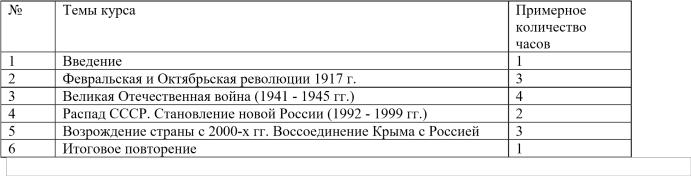 № Темы курса Примерное
количество
часов
1 Введение 1
2 Февральская и Октябрьская революции 1917 г. 3
3 Великая Отечественная война (1941 - 1945 гг.) 4
4 Распад СССР. Становление новой России (1992 - 1999 гг.) 2
5 Возрождение страны с 2000-х гг. Воссоединение Крыма с Россией 3
6 Итоговое повторение 1